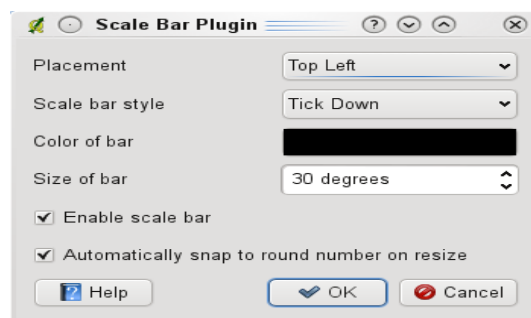 Scale Bar Plugin
Placement Top Left
Scale bar style Tick Down
Color of bar
Size of bar 30 degrees
Enable scale bar
Automatically snap to round number on resize
Help OK Cancel